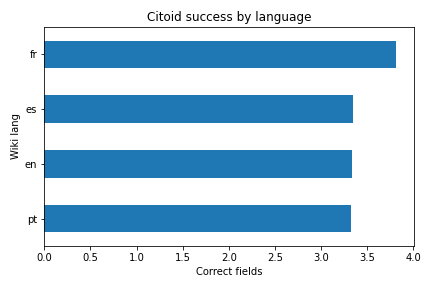 Citoid success by language
Wiki lang
fr
es
en
pt
0.0 0.5 1.0 1.5 2.0 2.5 3.0 3.5 4.0
Correct fields